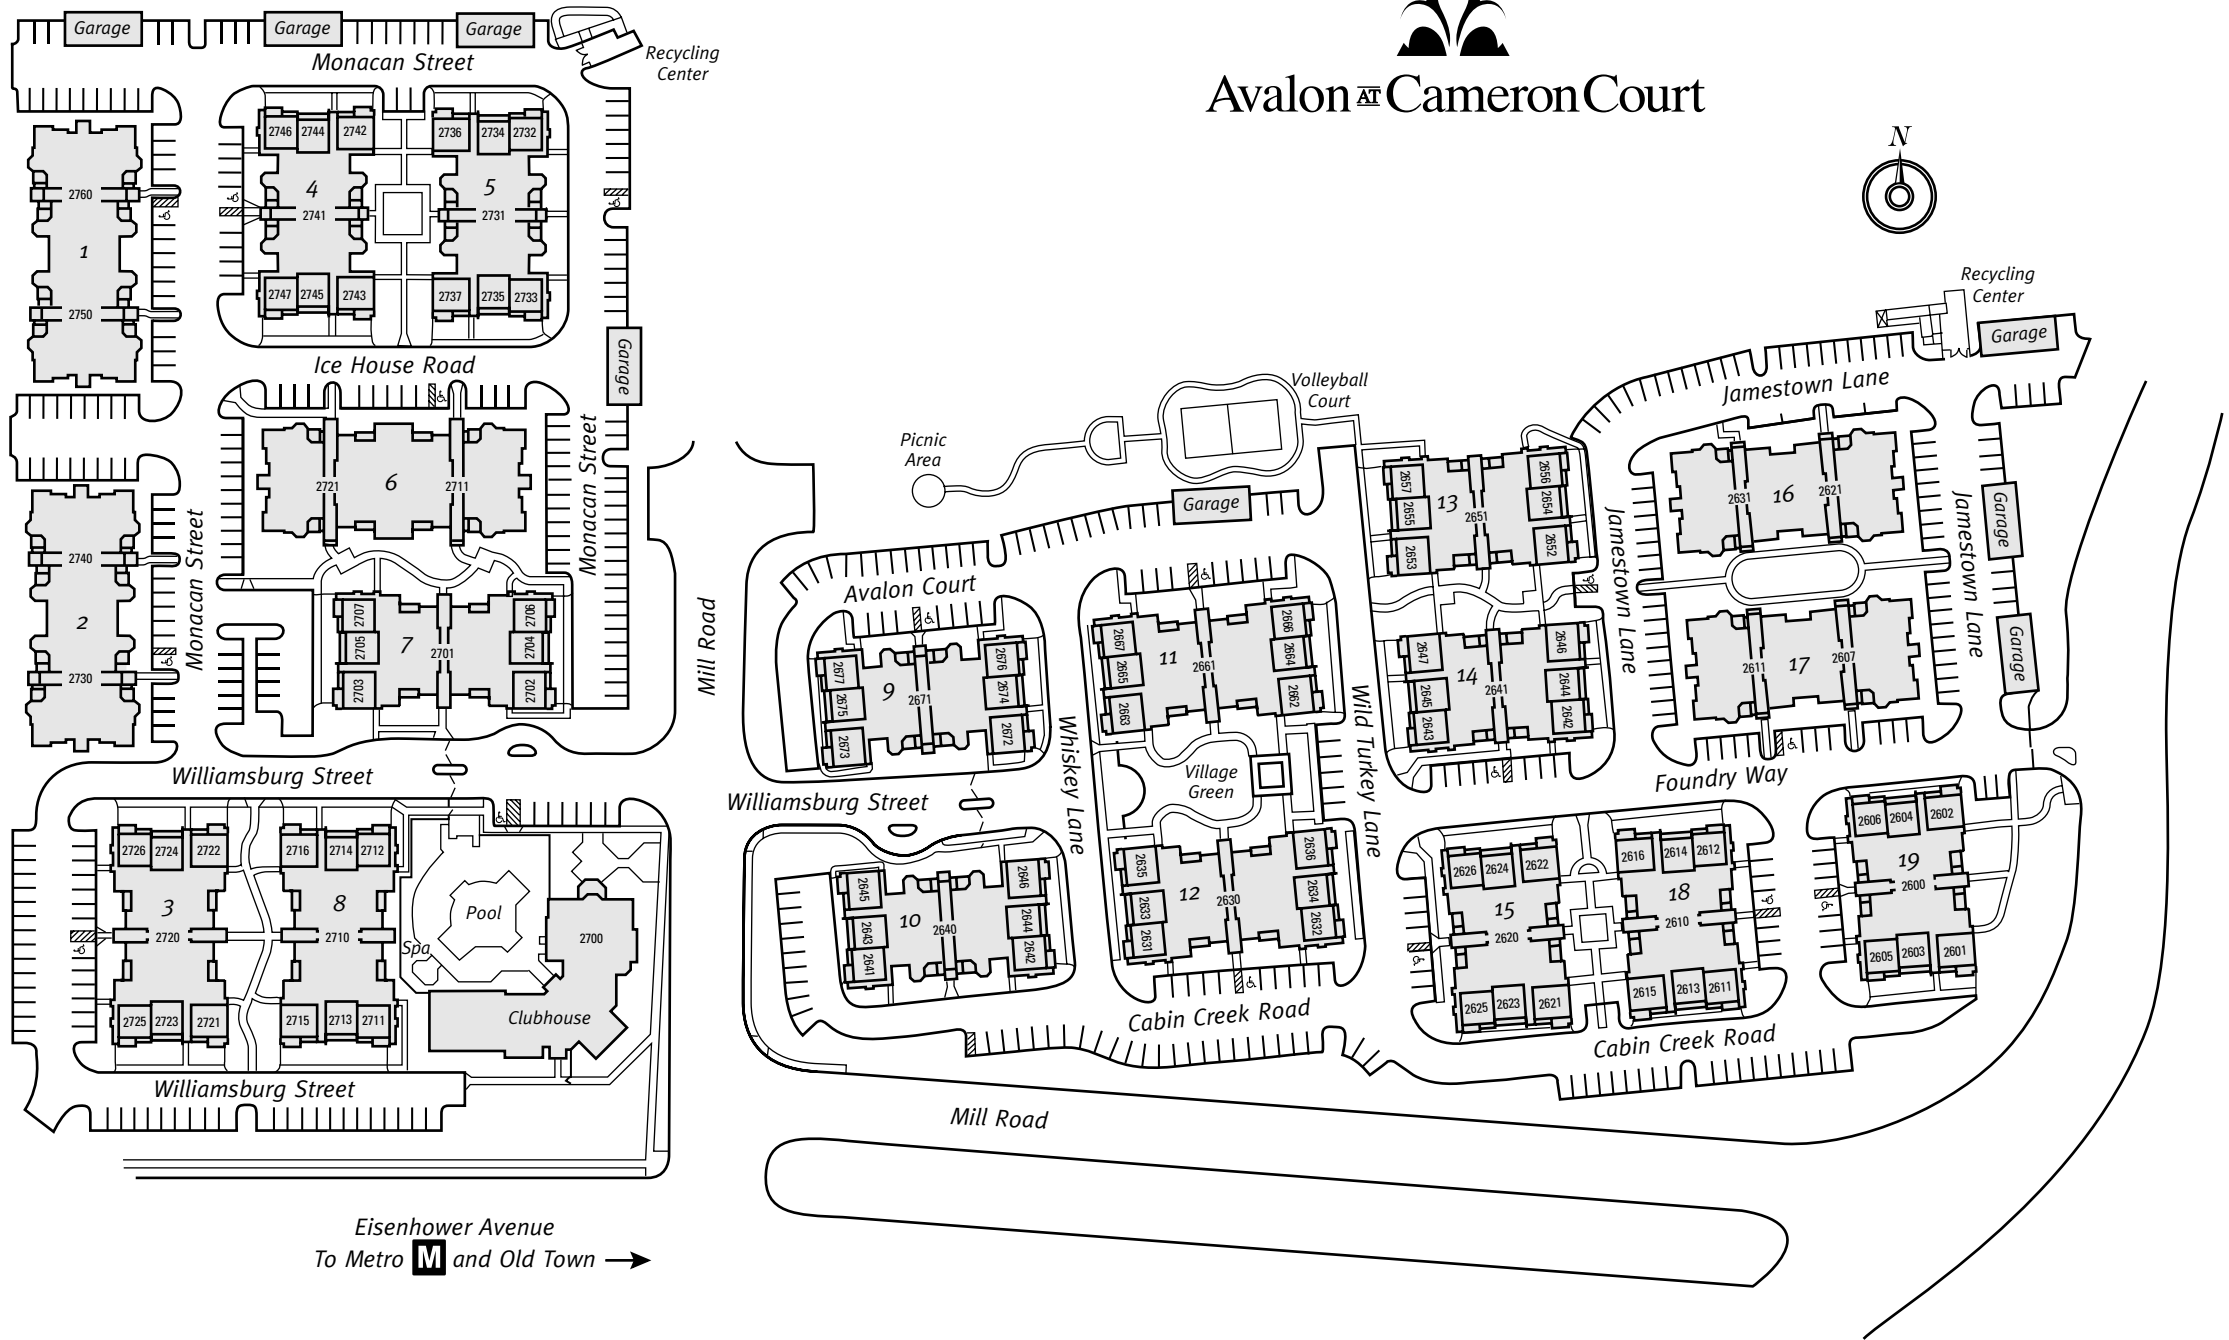 Avalon AT Cameron Court
N
Garage
Garage
Garage
Monacan Street
Recycling
Center
2760
1
2750
2746 2744 2742
4
2741
2747 2745 2743
2736 2734 2732
5
2731
2737 2735 2733
Ice House Road
Garage
Monacan Street
2721
6
2711
2740
2
2730
Monacan Street
2707
2705
2703
7
2701
2706
2704
2702
Mill Road
Williamsburg Street
2726 2724 2722
3
2720
2725 2723 2721
2716 2714 2712
8
2710
2715 2713 2711
Pool
Spa
2700
Clubhouse
Williamsburg Street
Eisenhower Avenue
To Metro M and Old Town
Picnic
Area
Volleyball
Court
Garage
Avalon Court
2677
2675
2673
9
2671
2676
2674
2672
Williamsburg Street
Whiskey Lane
2645
2643
2641
10
2640
2646
2644
2642
2667
2665
2663
11
2661
2666
2664
2662
Village
Green
Wild Turkey Lane
2635
2633
2631
12
2630
2636
2634
2632
Cabin Creek Road
Mill Road
2657
2655
2653
13
2651
2656
2654
2652
2647
2645
2643
14
2641
2646
2644
2642
Jamestown Lane
Recycling
Center
Garage
Jamestown Lane
2631
16
2621
2611
17
2607
Jamestown Lane
Garage
Garage
Foundry Way
2626 2624 2622
15
2620
2625 2623 2621
2616 2614 2612
18
2610
2615 2613 2611
Cabin Creek Road
2606 2604 2602
19
2600
2605 2603 2601